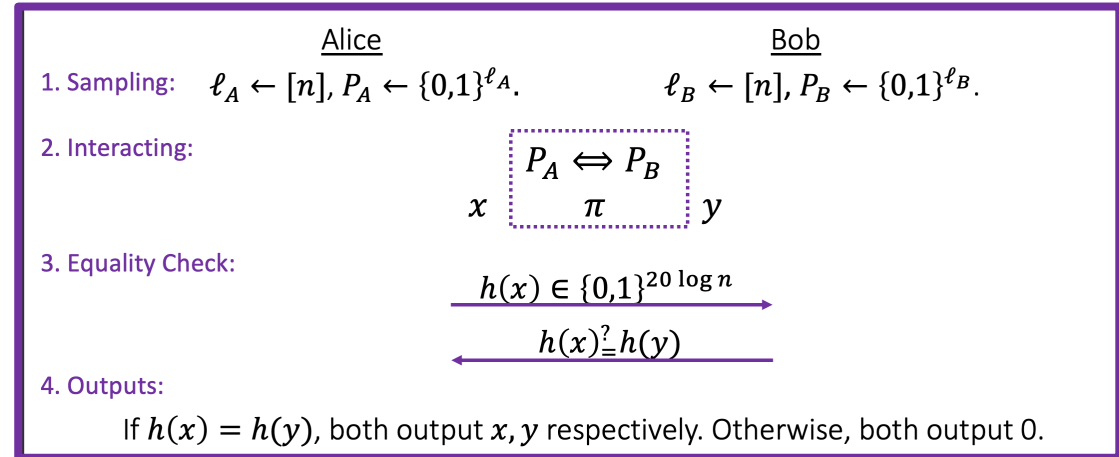 Alice Bob
1. Sampling: ℓ_A ← [n], P_A ← {0,1}^{ℓ_A}. ℓ_B ← [n], P_B ← {0,1}^{ℓ_B}.
2. Interacting: P_A ⟺ P_B
x π y
3. Equality Check:
h(x) ∈ {0,1}^{20 log n}
h(x) ≟ h(y)
4. Outputs:
If h(x) = h(y), both output x, y respectively. Otherwise, both output 0.